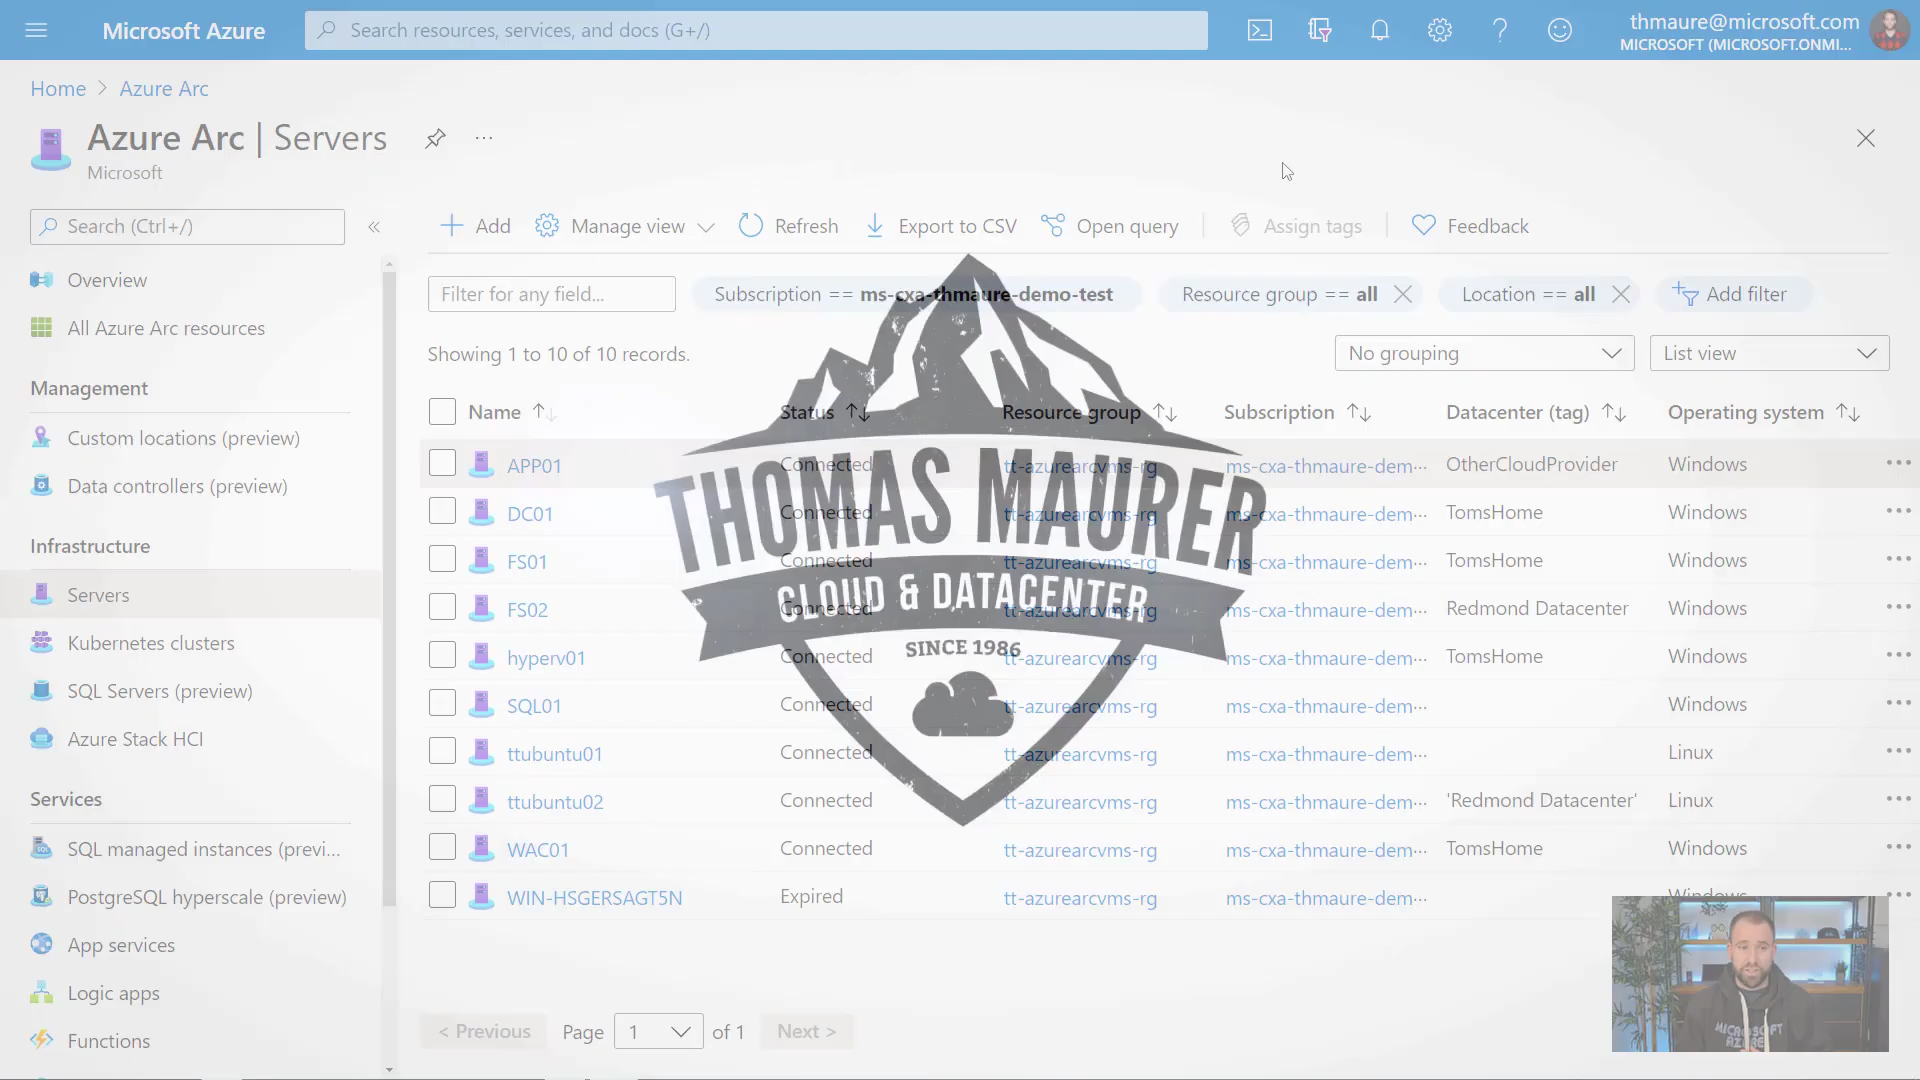 Microsoft Azure
Search resources, services, and docs (G+/)
thmaure@microsoft.com
MICROSOFT (MICROSOFT.ONMI...
Home > Azure Arc
Azure Arc | Servers
...
Microsoft
Search (Ctrl+/)
«
Overview
All Azure Arc resources
Management
Custom locations (preview)
Data controllers (preview)
Infrastructure
Servers
Kubernetes clusters
SQL Servers (preview)
Azure Stack HCI
Services
SQL managed instances (previ...
PostgreSQL hyperscale (preview)
App services
Logic apps
Functions
Add Manage view Refresh Export to CSV Open query Assign tags Feedback
Filter for any field...
Subscription == ms-cxa-thmaure-demo-test
Resource group == all
Location == all
Add filter
Showing 1 to 10 of 10 records.
No grouping
List view
Name Status Resource group Subscription Datacenter (tag) Operating system
APP01 Connected tt-azurearcvms-rg ms-cxa-thmaure-dem... OtherCloudProvider Windows
DC01 Connected tt-azurearcvms-rg ms-cxa-thmaure-dem... TomsHome Windows
FS01 Connected tt-azurearcvms-rg ms-cxa-thmaure-dem... TomsHome Windows
FS02 Connected tt-azurearcvms-rg ms-cxa-thmaure-dem... Redmond Datacenter Windows
hyperv01 Connected tt-azurearcvms-rg ms-cxa-thmaure-dem... TomsHome Windows
SQL01 Connected tt-azurearcvms-rg ms-cxa-thmaure-dem... Windows
ttubuntu01 Connected tt-azurearcvms-rg ms-cxa-thmaure-dem... Linux
ttubuntu02 Connected tt-azurearcvms-rg ms-cxa-thmaure-dem... 'Redmond Datacenter' Linux
WAC01 Connected tt-azurearcvms-rg ms-cxa-thmaure-dem... TomsHome Windows
WIN-HSGERSAGT5N Expired tt-azurearcvms-rg ms-cxa-thmaure-dem... Windows
< Previous Page 1 of 1 Next >
THOMAS MAURER
CLOUD & DATACENTER
SINCE 1986
MICROSOFT
AZURE